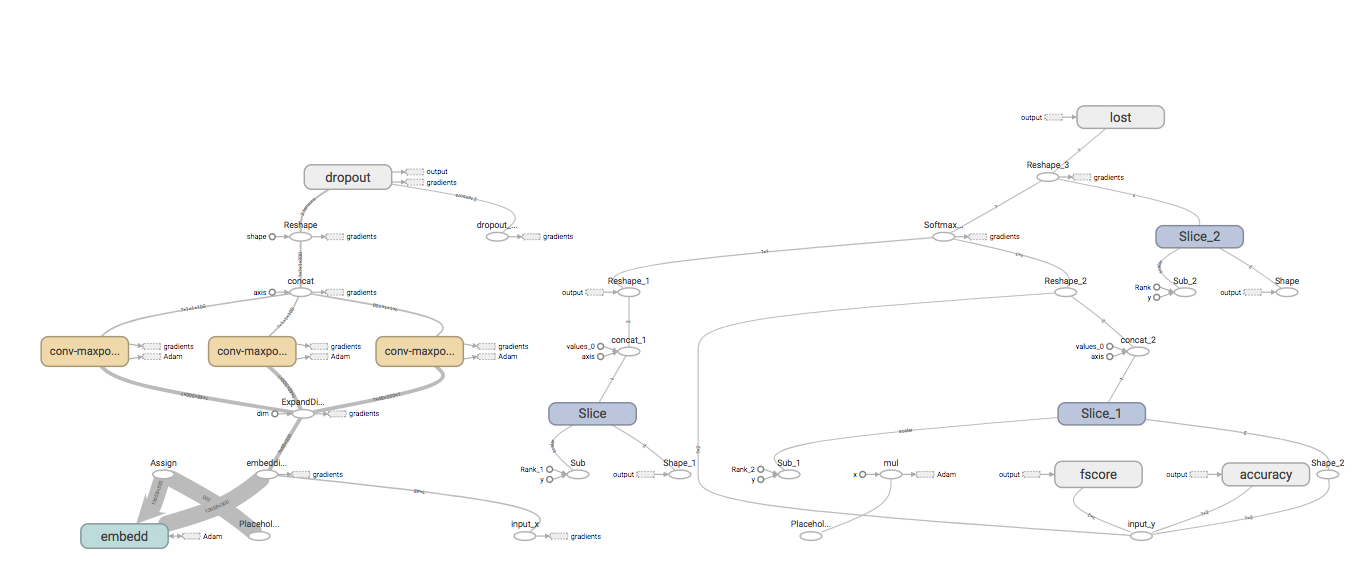 output lost
Reshape_3
gradients
dropout
output
gradients
Reshape
shape gradients
dropout_...
gradients
Softmax...
gradients
Slice_2
concat
axis gradients
Reshape_1
output
Reshape_2
Rank Sub_2
y
Shape
output
conv-maxpo...
gradients
Adam
conv-maxpo...
gradients
Adam
conv-maxpo...
gradients
Adam
concat_1
values_0
axis
concat_2
values_0
axis
ExpandDi...
dim gradients
Slice
Slice_1
Assign
embeddi...
gradients
Rank_1 Sub
y
Shape_1
output
Rank_2 Sub_1
y
mul
x Adam
output fscore
output accuracy
Shape_2
embedd
Adam
Placehol...
input_x
gradients
Placehol...
input_y